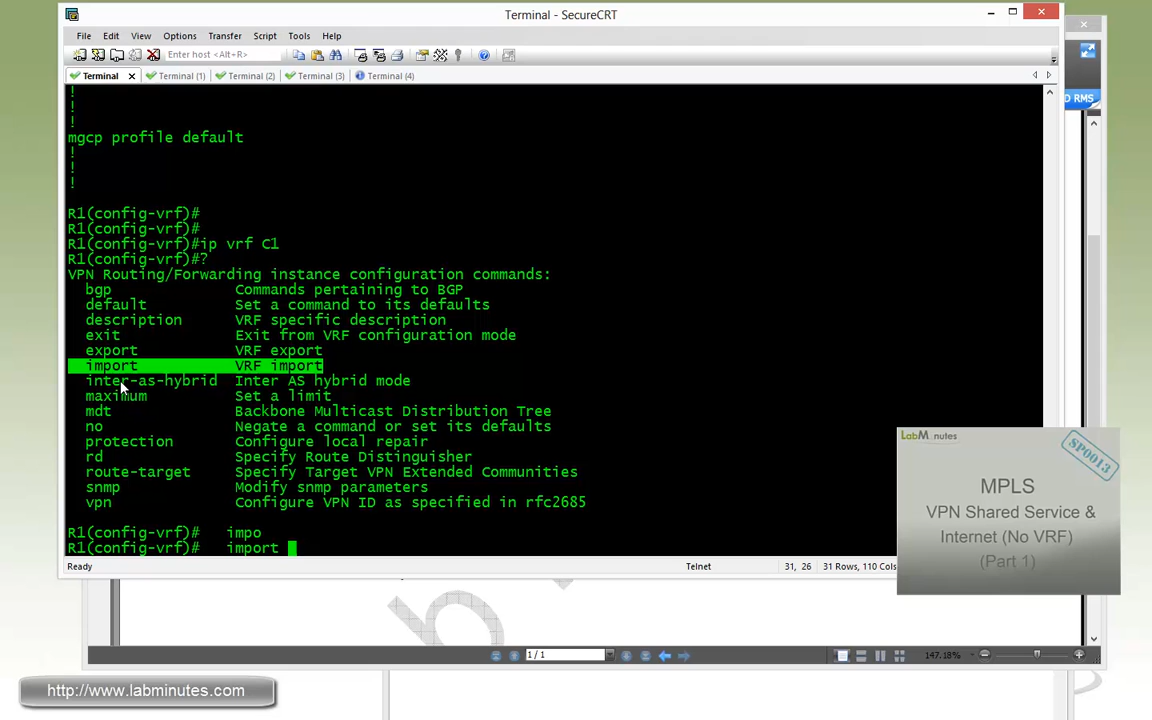 Terminal - SecureCRT
File Edit View Options Transfer Script Tools Help
Enter host <Alt+R>
Terminal Terminal (1) Terminal (2) Terminal (3) Terminal (4)
D RMS
!
!
!
mgcp profile default
!
!
!
R1(config-vrf)#
R1(config-vrf)#
R1(config-vrf)#ip vrf C1
R1(config-vrf)#?
VPN Routing/Forwarding instance configuration commands:
bgp Commands pertaining to BGP
default Set a command to its defaults
description VRF specific description
exit Exit from VRF configuration mode
export VRF export
import VRF import
inter-as-hybrid Inter AS hybrid mode
maximum Set a limit
mdt Backbone Multicast Distribution Tree
no Negate a command or set its defaults
protection Configure local repair
rd Specify Route Distinguisher
route-target Specify Target VPN Extended Communities
snmp Modify snmp parameters
vpn Configure VPN ID as specified in rfc2685
R1(config-vrf)# impo
R1(config-vrf)# import
Ready Telnet 31, 26 31 Rows, 110 Cols
LabM nutes
SP0013
MPLS
VPN Shared Service &
Internet (No VRF)
(Part 1)
1 / 1 147.18%
http://www.labminutes.com